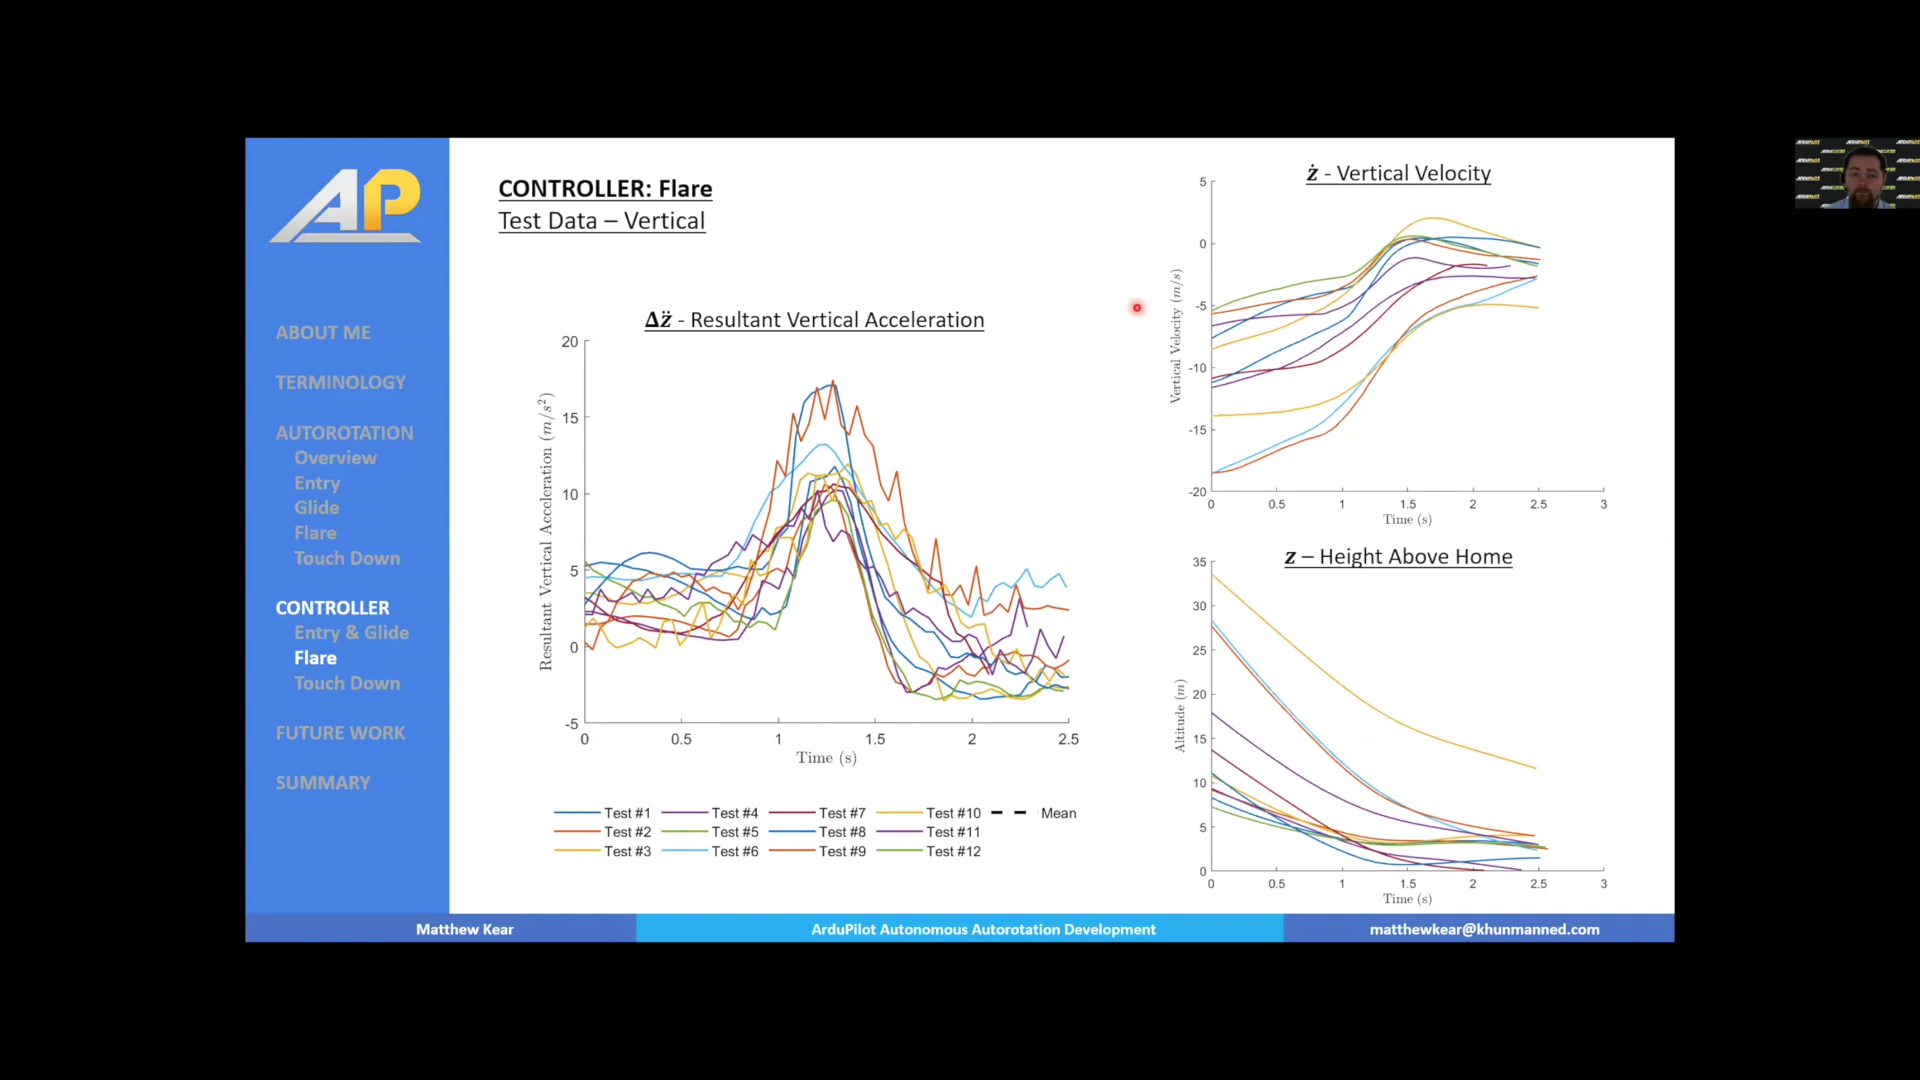 AP
ABOUT ME
TERMINOLOGY
AUTOROTATION
Overview
Entry
Glide
Flare
Touch Down
CONTROLLER
Entry & Glide
Flare
Touch Down
FUTURE WORK
SUMMARY
CONTROLLER: Flare
Test Data – Vertical
Δz̈ - Resultant Vertical Acceleration
20
15
10
5
0
-5
Resultant Vertical Acceleration (m/s²)
0 0.5 1 1.5 2 2.5
Time (s)
Test #1 Test #4 Test #7 Test #10 Mean
Test #2 Test #5 Test #8 Test #11
Test #3 Test #6 Test #9 Test #12
ż - Vertical Velocity
5
0
-5
-10
-15
-20
Vertical Velocity (m/s)
0 0.5 1 1.5 2 2.5 3
Time (s)
z – Height Above Home
35
30
25
20
15
10
5
0
Altitude (m)
0 0.5 1 1.5 2 2.5 3
Time (s)
Matthew Kear
ArduPilot Autonomous Autorotation Development
matthewkear@khunmanned.com